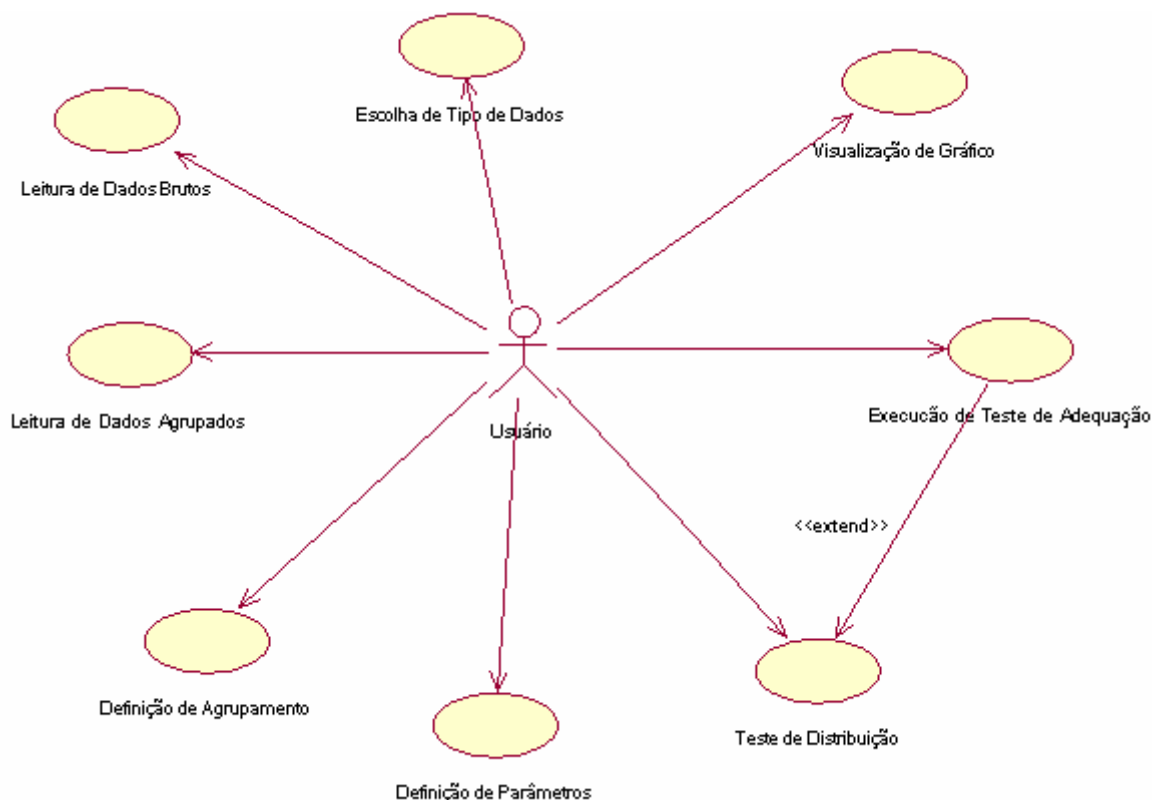 Escolha de Tipo de Dados
Visualização de Gráfico
Leitura de Dados Brutos
Leitura de Dados Agrupados
Usuário
Execucão de Teste de Adequação
<<extend>>
Definição de Agrupamento
Teste de Distribuição
Definição de Parâmetros